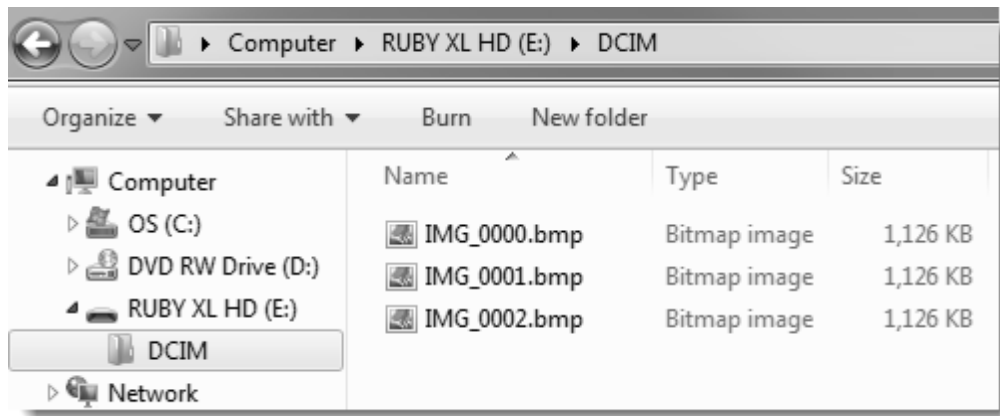 Computer RUBY XL HD (E:) DCIM
Organize Share with Burn New folder
Computer
OS (C:)
DVD RW Drive (D:)
RUBY XL HD (E:)
DCIM
Network
Name Type Size
IMG_0000.bmp Bitmap image 1,126 KB
IMG_0001.bmp Bitmap image 1,126 KB
IMG_0002.bmp Bitmap image 1,126 KB